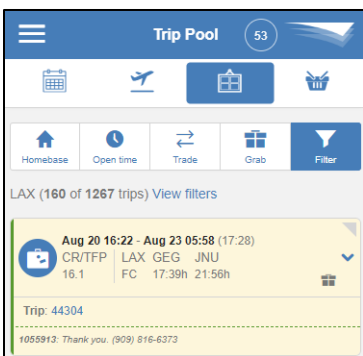 Trip Pool 53
Homebase Open time Trade Grab Filter
LAX (160 of 1267 trips) View filters
Aug 20 16:22 - Aug 23 05:58 (17:28)
CR/TFP LAX GEG JNU
16.1 FC 17:39h 21:56h
Trip: 44304
1055913: Thank you. (909) 816-6373